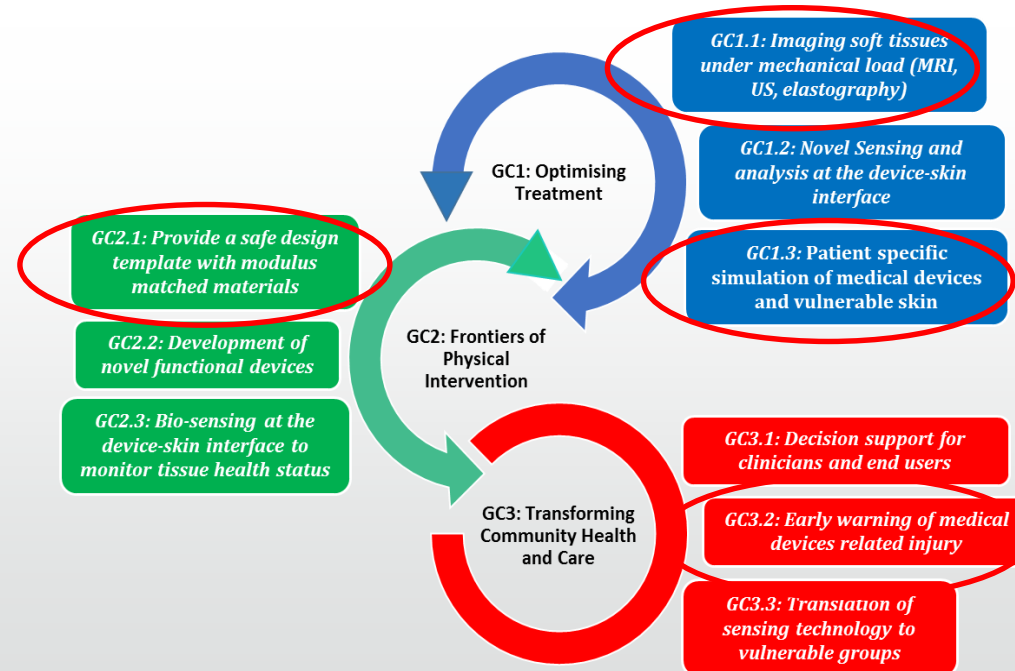 GC1.1: Imaging soft tissues
under mechanical load (MRI,
US, elastography)
GC1: Optimising
Treatment
GC1.2: Novel Sensing and
analysis at the device-skin
interface
GC1.3: Patient specific
simulation of medical devices
and vulnerable skin
GC2.1: Provide a safe design
template with modulus
matched materials
GC2.2: Development of
novel functional devices
GC2.3: Bio-sensing at the
device-skin interface to
monitor tissue health status
GC2: Frontiers of
Physical
Intervention
GC3: Transforming
Community Health
and Care
GC3.1: Decision support for
clinicians and end users
GC3.2: Early warning of medical
devices related injury
GC3.3: Translation of
sensing technology to
vulnerable groups